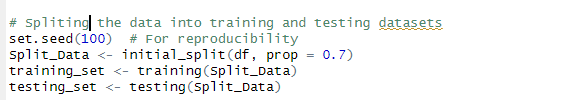 # Spliting the data into training and testing datasets
set.seed(100)  # For reproducibility
Split_Data <- initial_split(df, prop = 0.7)
training_set <- training(Split_Data)
testing_set <- testing(Split_Data)